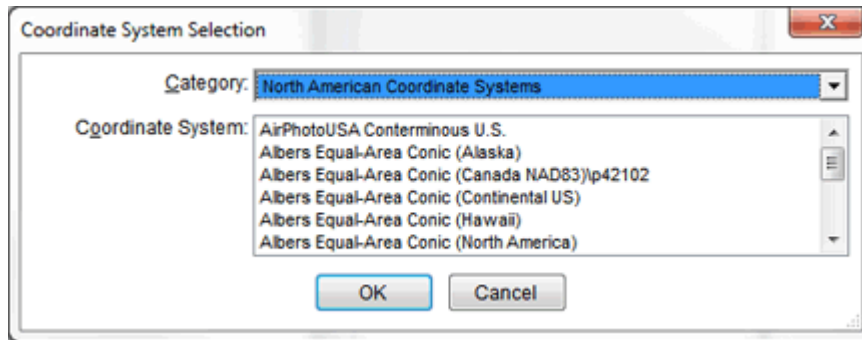 Coordinate System Selection
Category: North American Coordinate Systems
Coordinate System: AirPhotoUSA Conterminous U.S.
Albers Equal-Area Conic (Alaska)
Albers Equal-Area Conic (Canada NAD83)\p42102
Albers Equal-Area Conic (Continental US)
Albers Equal-Area Conic (Hawaii)
Albers Equal-Area Conic (North America)
OK Cancel